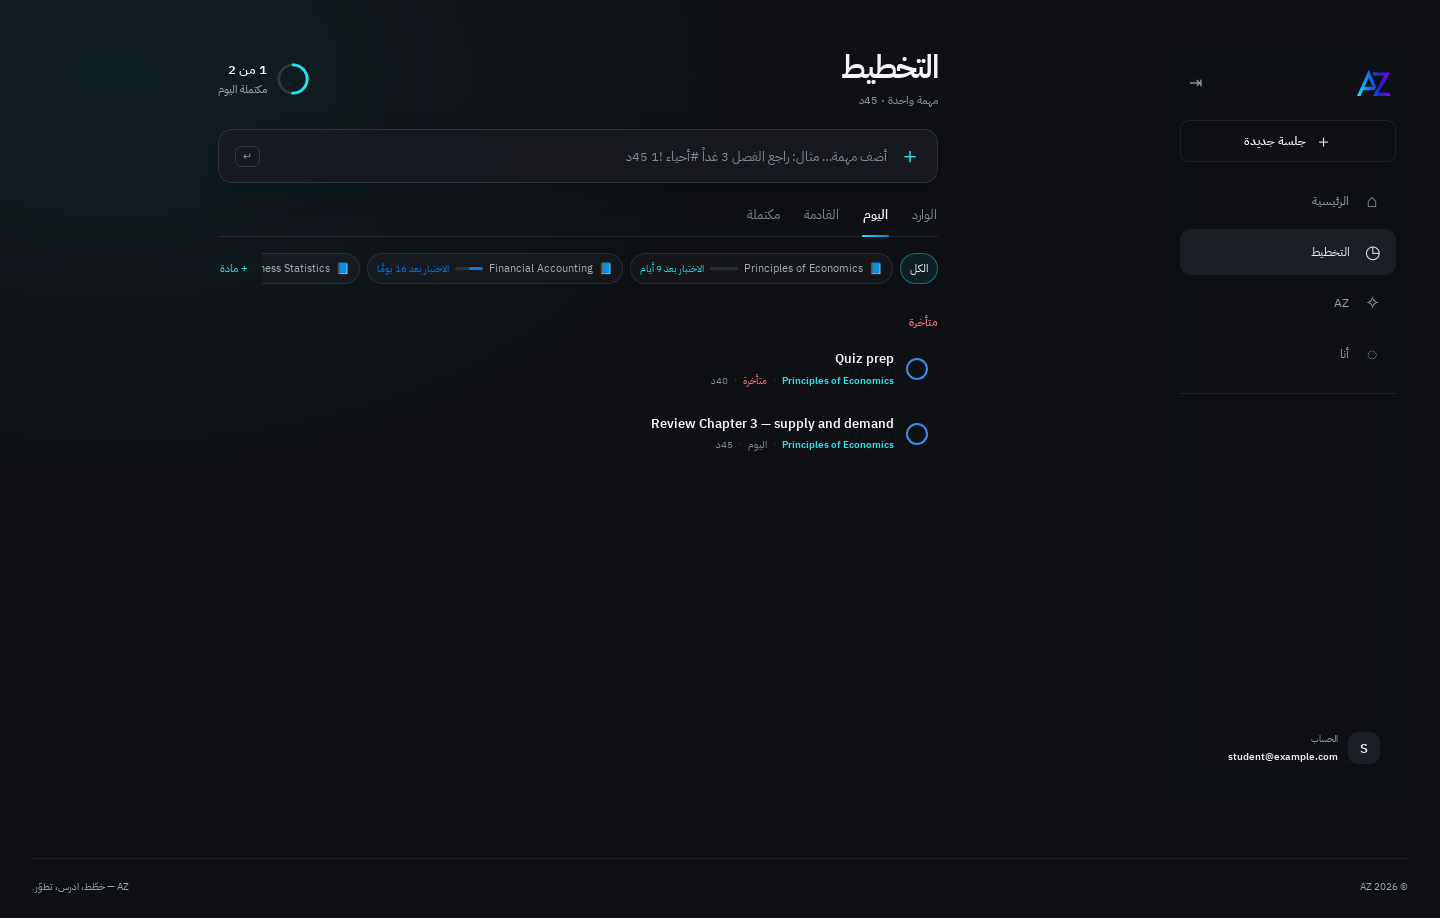 AZ
⇥
+ جلسة جديدة
الرئيسية
التخطيط
AZ
أنا
S
الحساب
student@example.com
التخطيط
مهمة واحدة · 45د
1 من 2
مكتملة اليوم
+ أضف مهمة... مثال: راجع الفصل 3 غداً #أحياء !1 45د
↵
الوارد اليوم القادمة مكتملة
الكل
Principles of Economics الاختبار بعد 9 أيام
Financial Accounting الاختبار بعد 16 يومًا
ness Statistics
+ مادة
متأخرة
Quiz prep
Principles of Economics · متأخرة · 40د
Review Chapter 3 — supply and demand
Principles of Economics · اليوم · 45د
© 2026 AZ
AZ — خطّط، ادرس، تطوّر.